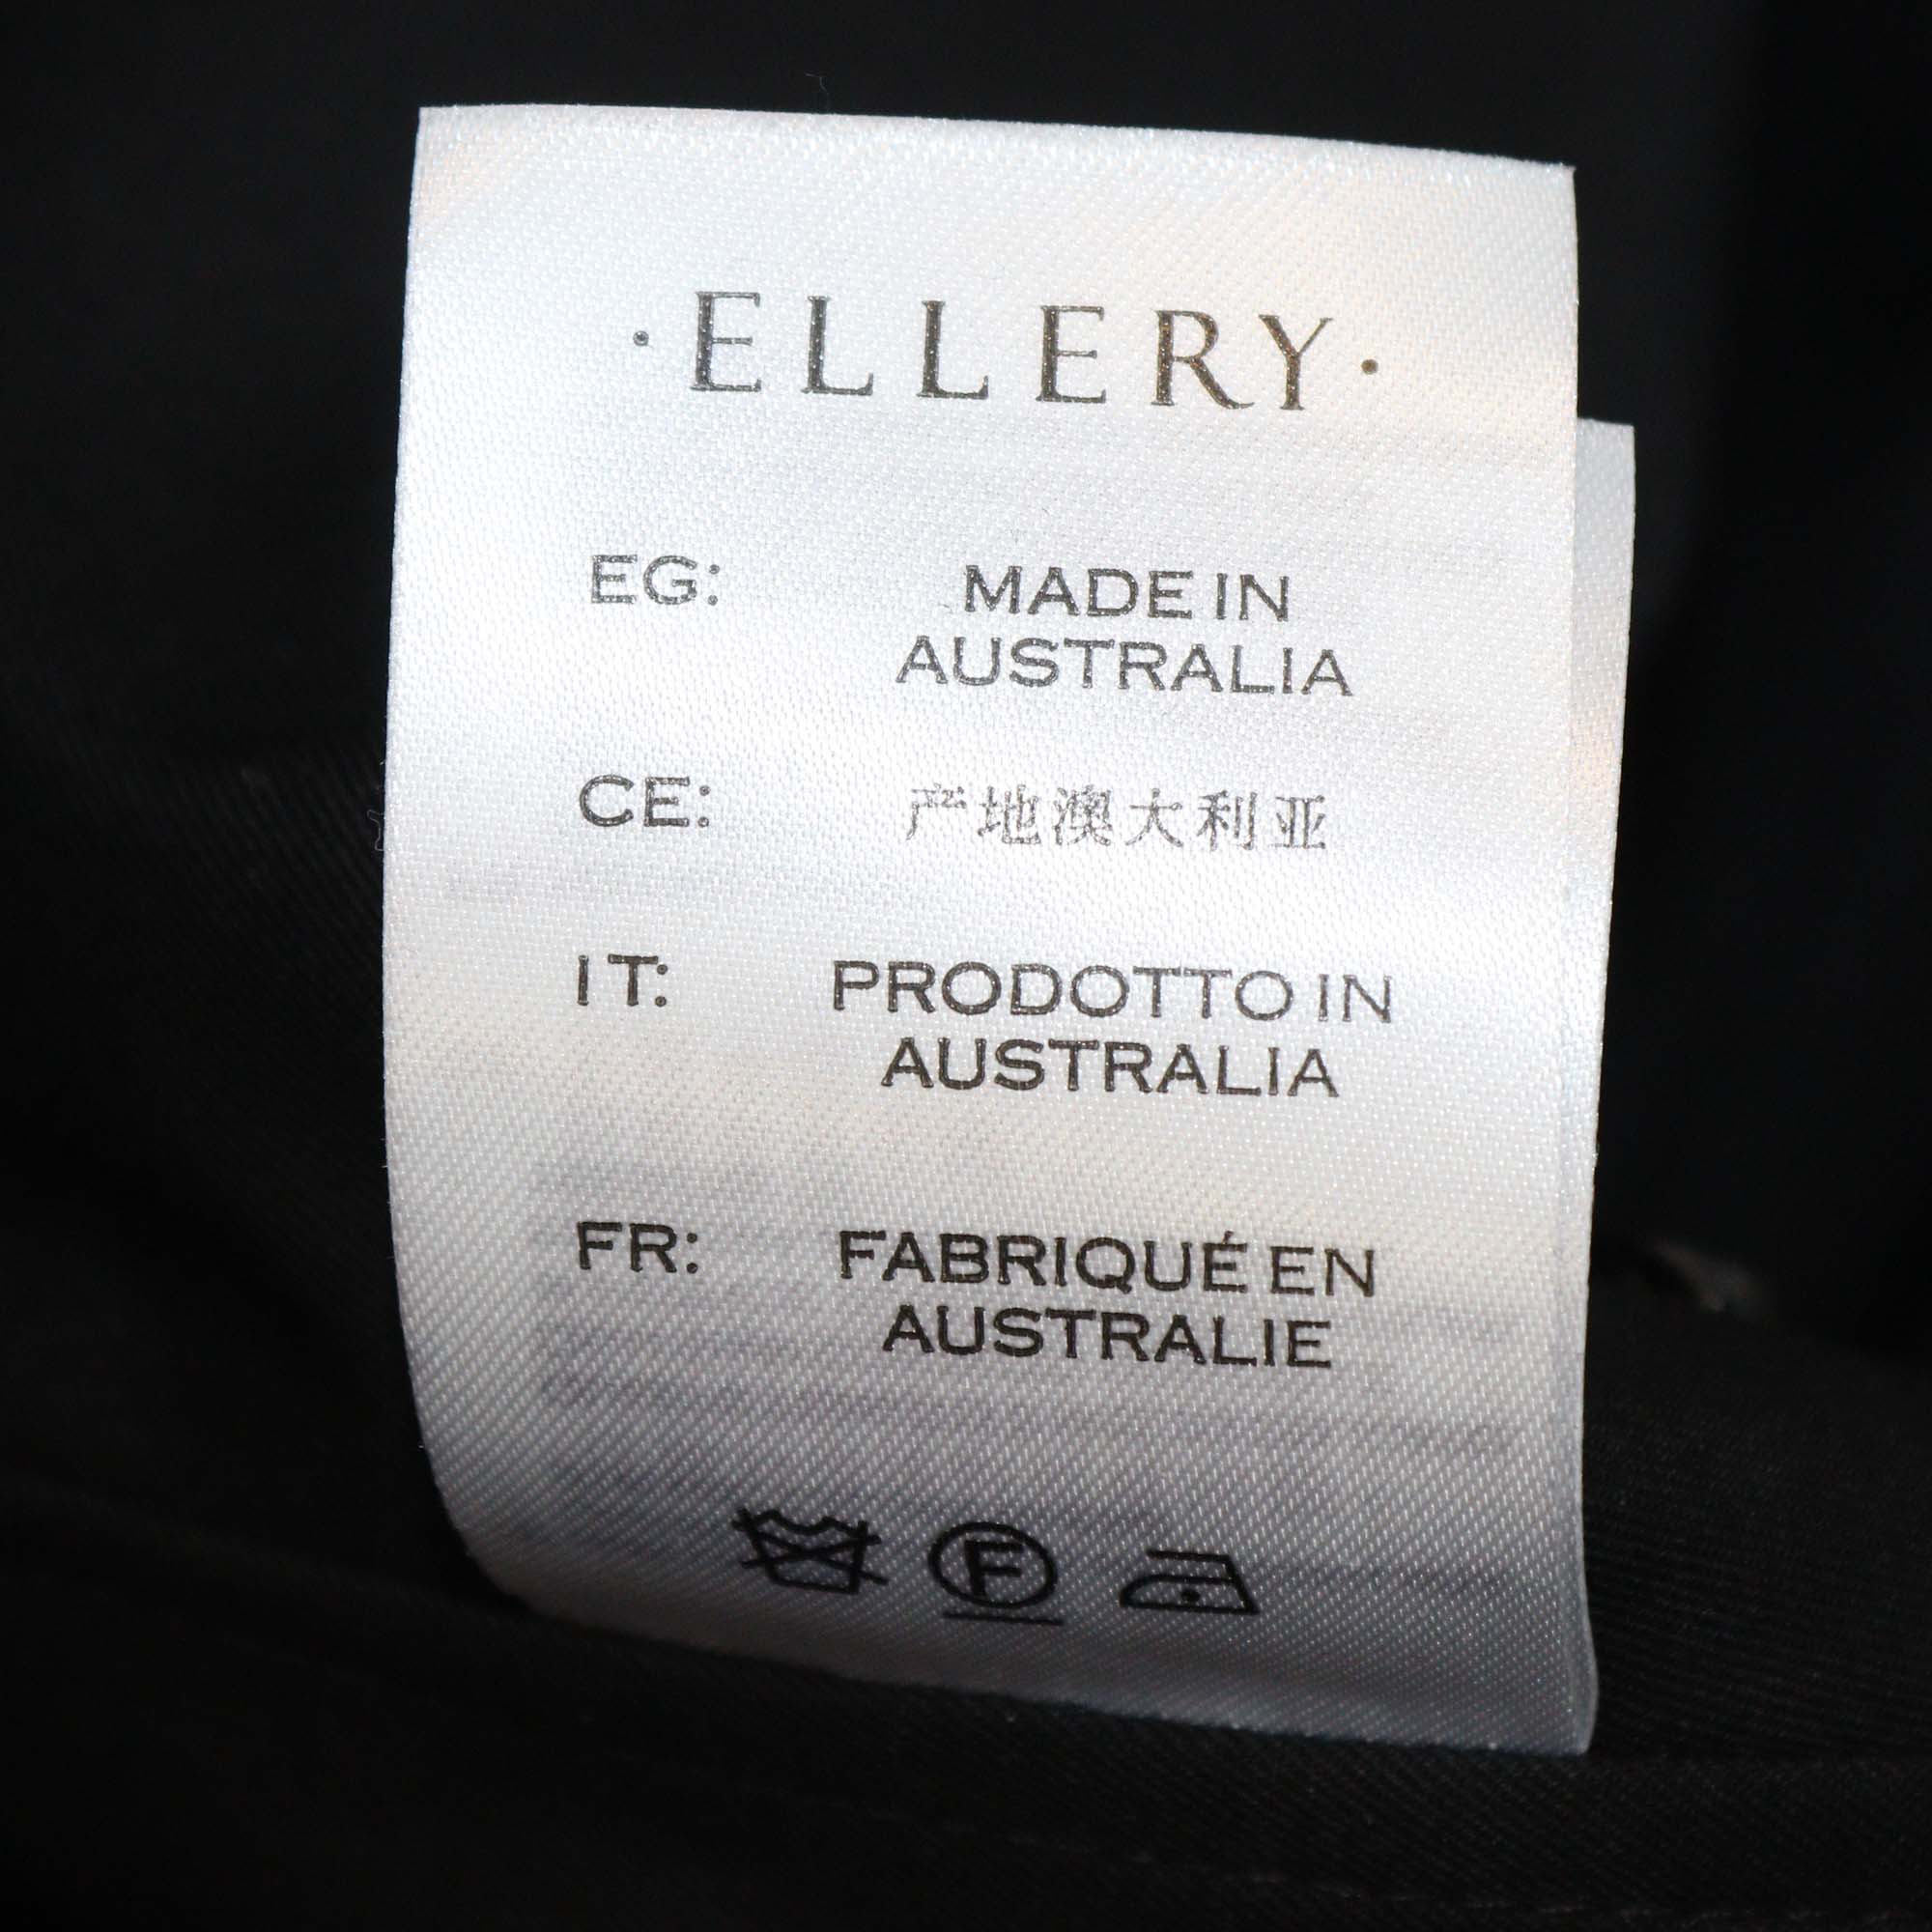 ·ELLERY·
EG: MADE IN
AUSTRALIA
CE: 产地澳大利亚
IT: PRODOTTO IN
AUSTRALIA
FR: FABRIQUÉ EN
AUSTRALIE
F